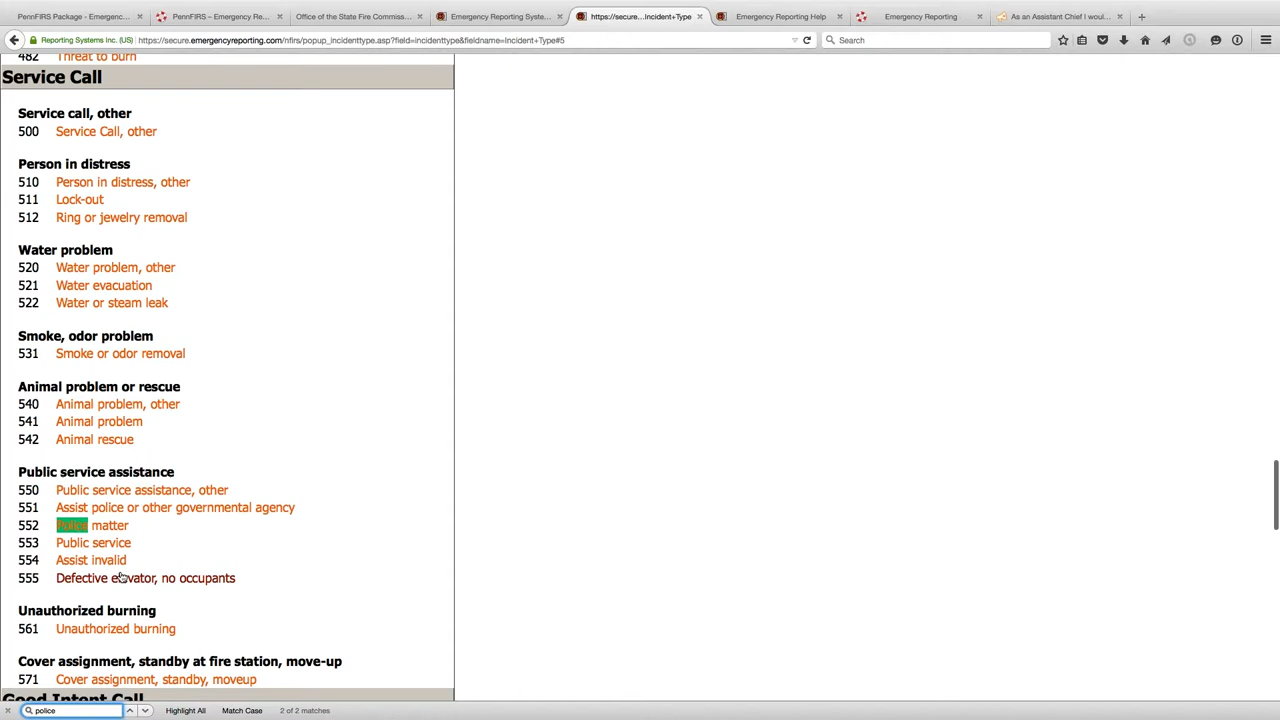 PennFIRS Package - Emergenc...
PennFIRS – Emergency Re...
Office of the State Fire Commiss...
Emergency Reporting Syste...
https://secure...Incident+Type
Emergency Reporting Help
Emergency Reporting
As an Assistant Chief I woul...
Reporting Systems Inc. (US)
https://secure.emergencyreporting.com/nfirs/popup_incidenttype.asp?field=incidenttype&fieldname=Incident+Type#5
Search
482 Threat to burn
Service Call
Service call, other
500 Service Call, other
Person in distress
510 Person in distress, other
511 Lock-out
512 Ring or jewelry removal
Water problem
520 Water problem, other
521 Water evacuation
522 Water or steam leak
Smoke, odor problem
531 Smoke or odor removal
Animal problem or rescue
540 Animal problem, other
541 Animal problem
542 Animal rescue
Public service assistance
550 Public service assistance, other
551 Assist police or other governmental agency
552 Police matter
553 Public service
554 Assist invalid
555 Defective elevator, no occupants
Unauthorized burning
561 Unauthorized burning
Cover assignment, standby at fire station, move-up
571 Cover assignment, standby, moveup
Good Intent Call
police
Highlight All
Match Case
2 of 2 matches